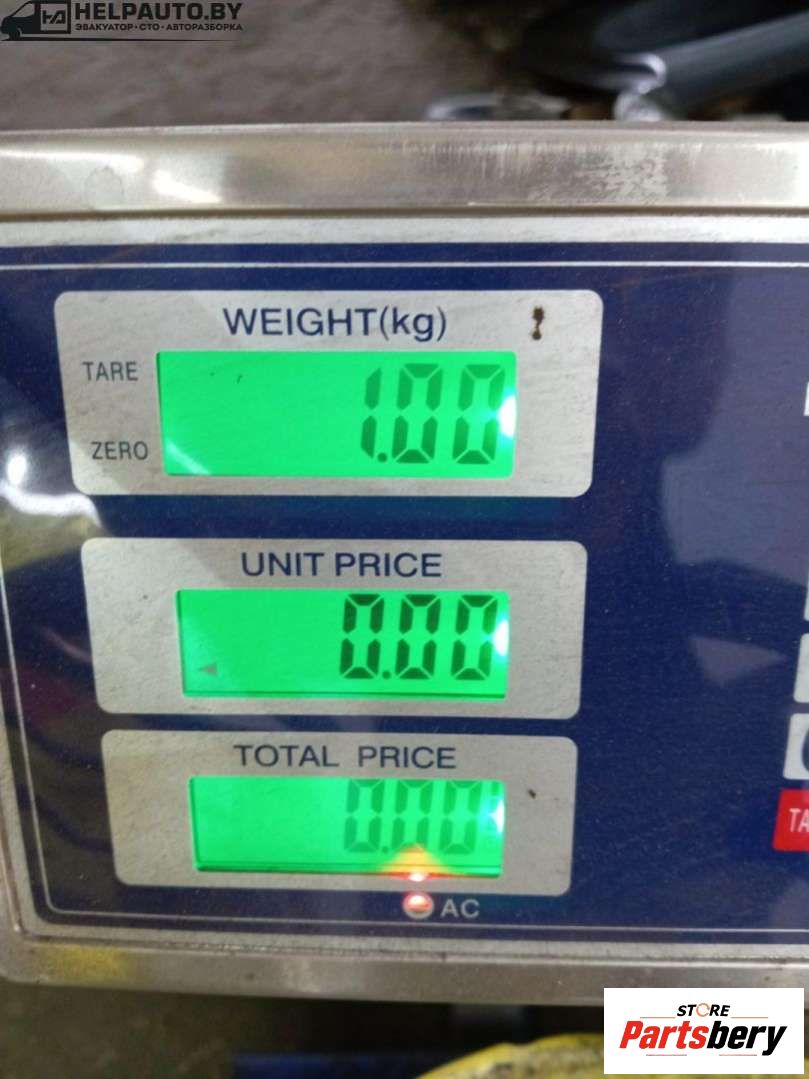 HELPAUTO.BY
ЭВАКУАТОР·СТО·АВТОРАЗБОРКА
WEIGHT(kg)
TARE
1.00
ZERO
UNIT PRICE
0.00
TOTAL PRICE
0.00
TA
AC
STORE
Partsbery